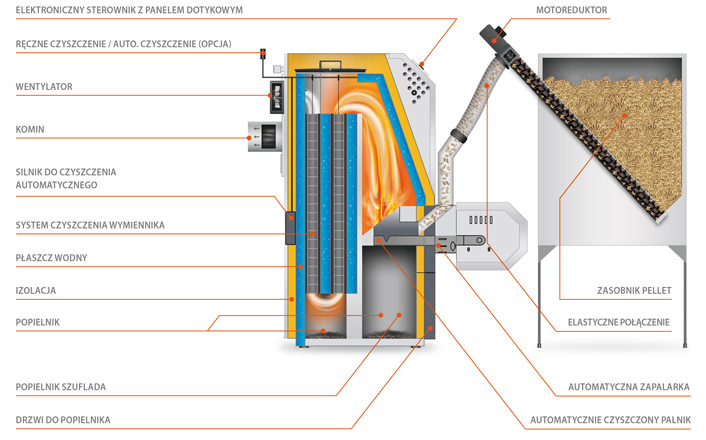 ELEKTRONICZNY STEROWNIK Z PANELEM DOTYKOWYM
MOTOREDUKTOR
RĘCZNE CZYSZCZENIE / AUTO. CZYSZCZENIE (OPCJA)
WENTYLATOR
KOMIN
SILNIK DO CZYSZCZENIA
AUTOMATYCZNEGO
SYSTEM CZYSZCZENIA WYMIENNIKA
PŁASZCZ WODNY
IZOLACJA
ZASOBNIK PELLET
POPIELNIK
ELASTYCZNE POŁĄCZENIE
POPIELNIK SZUFLADA
AUTOMATYCZNA ZAPALARKA
DRZWI DO POPIELNIKA
AUTOMATYCZNIE CZYSZCZONY PALNIK